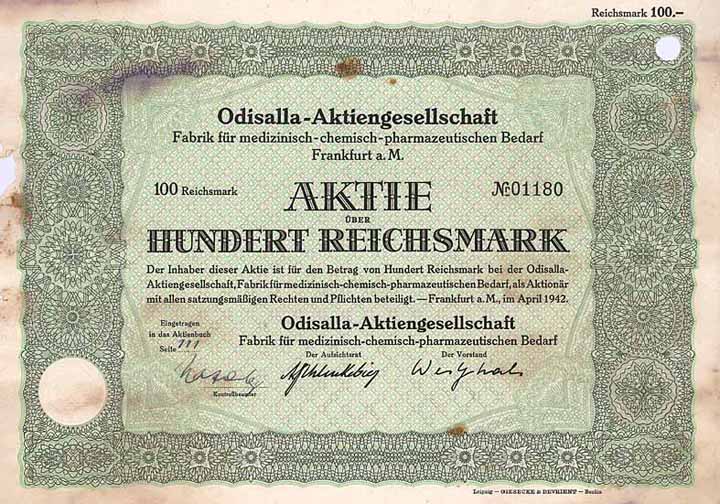 Reichsmark 100.–
Odisalla-Aktiengesellschaft
Fabrik für medizinisch-chemisch-pharmazeutischen Bedarf
Frankfurt a. M.
100 Reichsmark AKTIE № 01180
ÜBER
HUNDERT REICHSMARK
Der Inhaber dieser Aktie ist für den Betrag von Hundert Reichsmark bei der Odisalla-
Aktiengesellschaft, Fabrik für medizinisch-chemisch-pharmazeutischen Bedarf, als Aktionär
mit allen satzungsmäßigen Rechten und Pflichten beteiligt. — Frankfurt a. M., im April 1942.
Eingetragen
in das Aktienbuch
Seite 111
Odisalla-Aktiengesellschaft
Fabrik für medizinisch-chemisch-pharmazeutischen Bedarf
Der Aufsichtsrat Der Vorstand
Kontrollbeamter
Leipzig — GIESECKE & DEVRIENT — Berlin